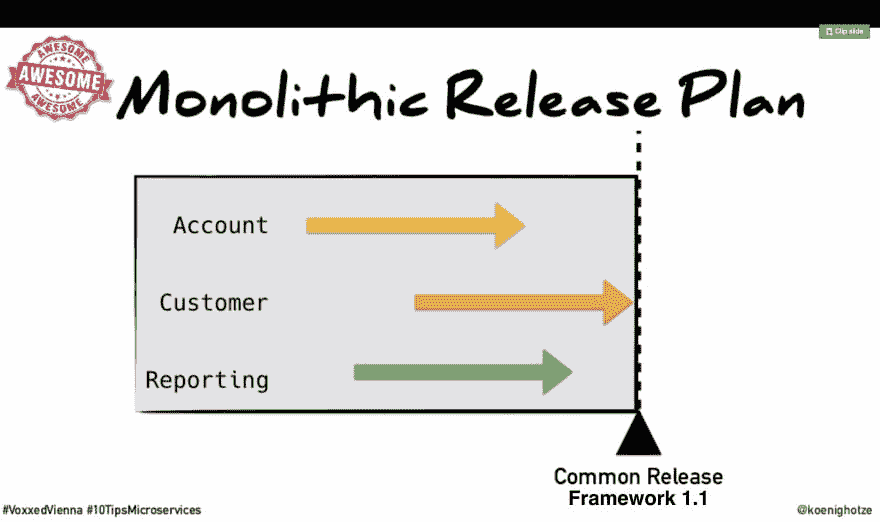 Clip slide
AWESOME
AWESOME
AWESOME
Monolithic Release Plan
Account
Customer
Reporting
Common Release
Framework 1.1
#VoxxedVienna #10TipsMicroservices
@koenighotze